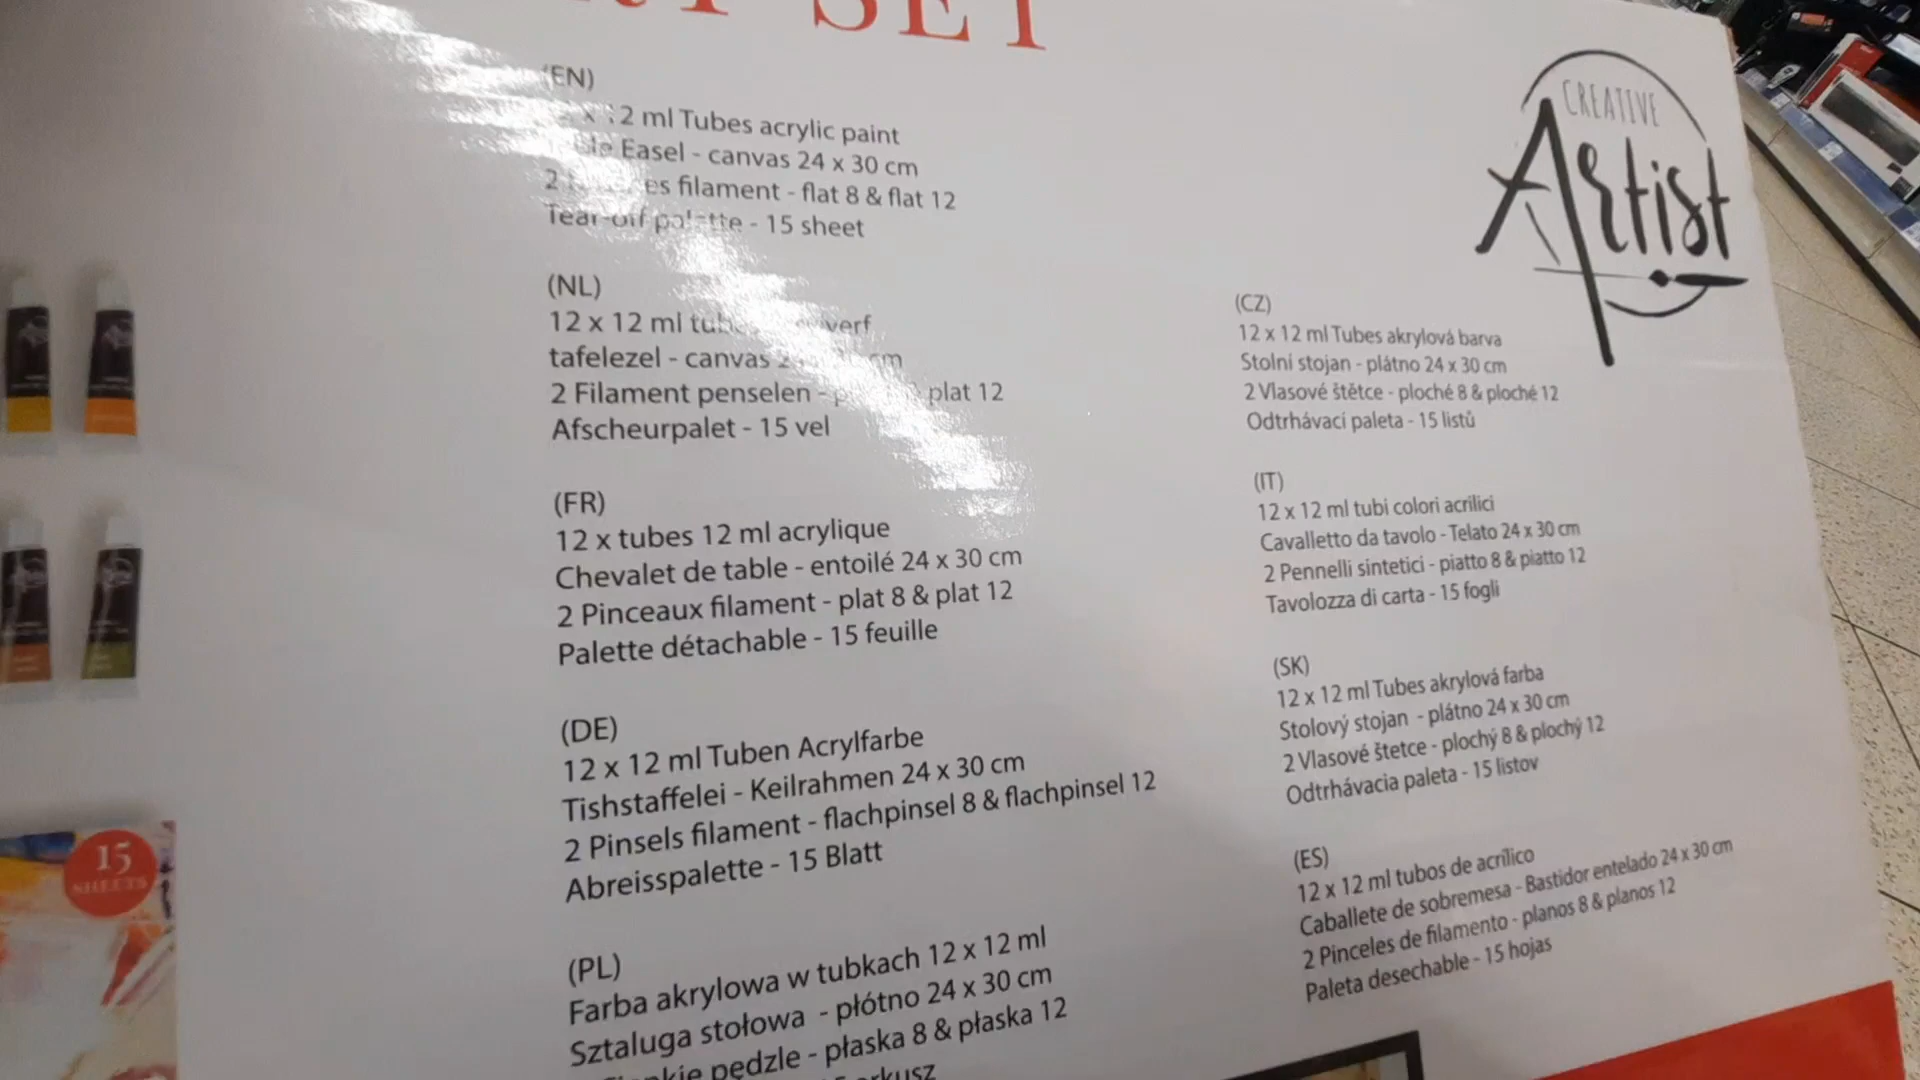 SET
(EN)
12 ml Tubes acrylic paint
Easel - canvas 24 x 30 cm
2 filament - flat 8 & flat 12
Tear-off palette - 15 sheet
(NL)
12 x 12 ml verf
tafelezel - canvas cm
2 Filament penselen - plat 12
Afscheurpalet - 15 vel
(FR)
12 x tubes 12 ml acrylique
Chevalet de table - entoilé 24 x 30 cm
2 Pinceaux filament - plat 8 & plat 12
Palette détachable - 15 feuille
(DE)
12 x 12 ml Tuben Acrylfarbe
Tishstaffelei - Keilrahmen 24 x 30 cm
2 Pinsels filament - flachpinsel 8 & flachpinsel 12
Abreisspalette - 15 Blatt
(PL)
Farba akrylowa w tubkach 12 x 12 ml
Sztaluga stołowa - płótno 24 x 30 cm
pędzle - płaska 8 & płaska 12
CREATIVE
Artist
(CZ)
12 x 12 ml Tubes akrylová barva
Stolní stojan - plátno 24 x 30 cm
2 Vlasové štětce - ploché 8 & ploché 12
Odtrhávací paleta - 15 listů
(IT)
12 x 12 ml tubi colori acrilici
Cavalletto da tavolo - Telato 24 x 30 cm
2 Pennelli sintetici - piatto 8 & piatto 12
Tavolozza di carta - 15 fogli
(SK)
12 x 12 ml Tubes akrylová farba
Stolový stojan - plátno 24 x 30 cm
2 Vlasové štetce - plochý 8 & plochý 12
Odtrhávacia paleta - 15 listov
(ES)
12 x 12 ml tubos de acrílico
Caballete de sobremesa - Bastidor entelado 24 x 30 cm
2 Pinceles de filamento - planos 8 & planos 12
Paleta desechable - 15 hojas
15
SHEETS